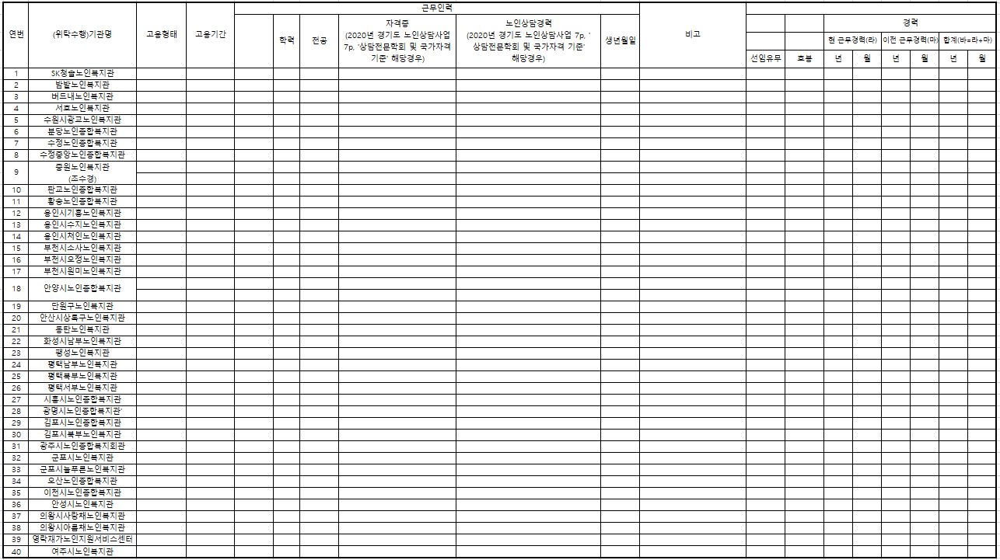 근무인력
연번 (위탁수행)기관명 고용형태 고용기간 학력 전공 자격증 노인상담경력 생년월일 비고 경력
(2020년 경기도 노인상담사업 (2020년 경기도 노인상담사업 7p, '
7p, '상담전문학회 및 국가자격 상담전문학회 및 국가자격 기준'
기준' 해당경우) 해당경우)
현 근무경력(라) 이전 근무경력(마) 합계(바=라+마)
선임유무 호봉 년 월 년 월 년 월
1 SK청솔노인복지관
2 밤밭노인복지관
3 버드내노인복지관
4 서호노인복지관
5 수원시광교노인복지관
6 분당노인종합복지관
7 수정노인종합복지관
8 수정중앙노인종합복지관
9 중원노인복지관
(조수경)
10 판교노인종합복지관
11 황송노인종합복지관
12 용인시기흥노인복지관
13 용인시수지노인복지관
14 용인시처인노인복지관
15 부천시소사노인복지관
16 부천시오정노인복지관
17 부천시원미노인복지관
18 안양시노인종합복지관
19 단원구노인복지관
20 안산시상록구노인복지관
21 동탄노인복지관
22 화성시남부노인복지관
23 팽성노인복지관
24 평택남부노인복지관
25 평택북부노인복지관
26 평택서부노인복지관
27 시흥시노인종합복지관
28 광명시노인종합복지관'
29 김포시노인종합복지관
30 김포시북부노인복지관
31 광주시노인종합복지회관
32 군포시노인복지관
33 군포시늘푸른노인복지관
34 오산노인종합복지관
35 이천시노인종합복지관
36 안성시노인복지관
37 의왕시사랑채노인복지관
38 의왕시아름채노인복지관
39 영락재가노인지원서비스센터
40 여주시노인복지관